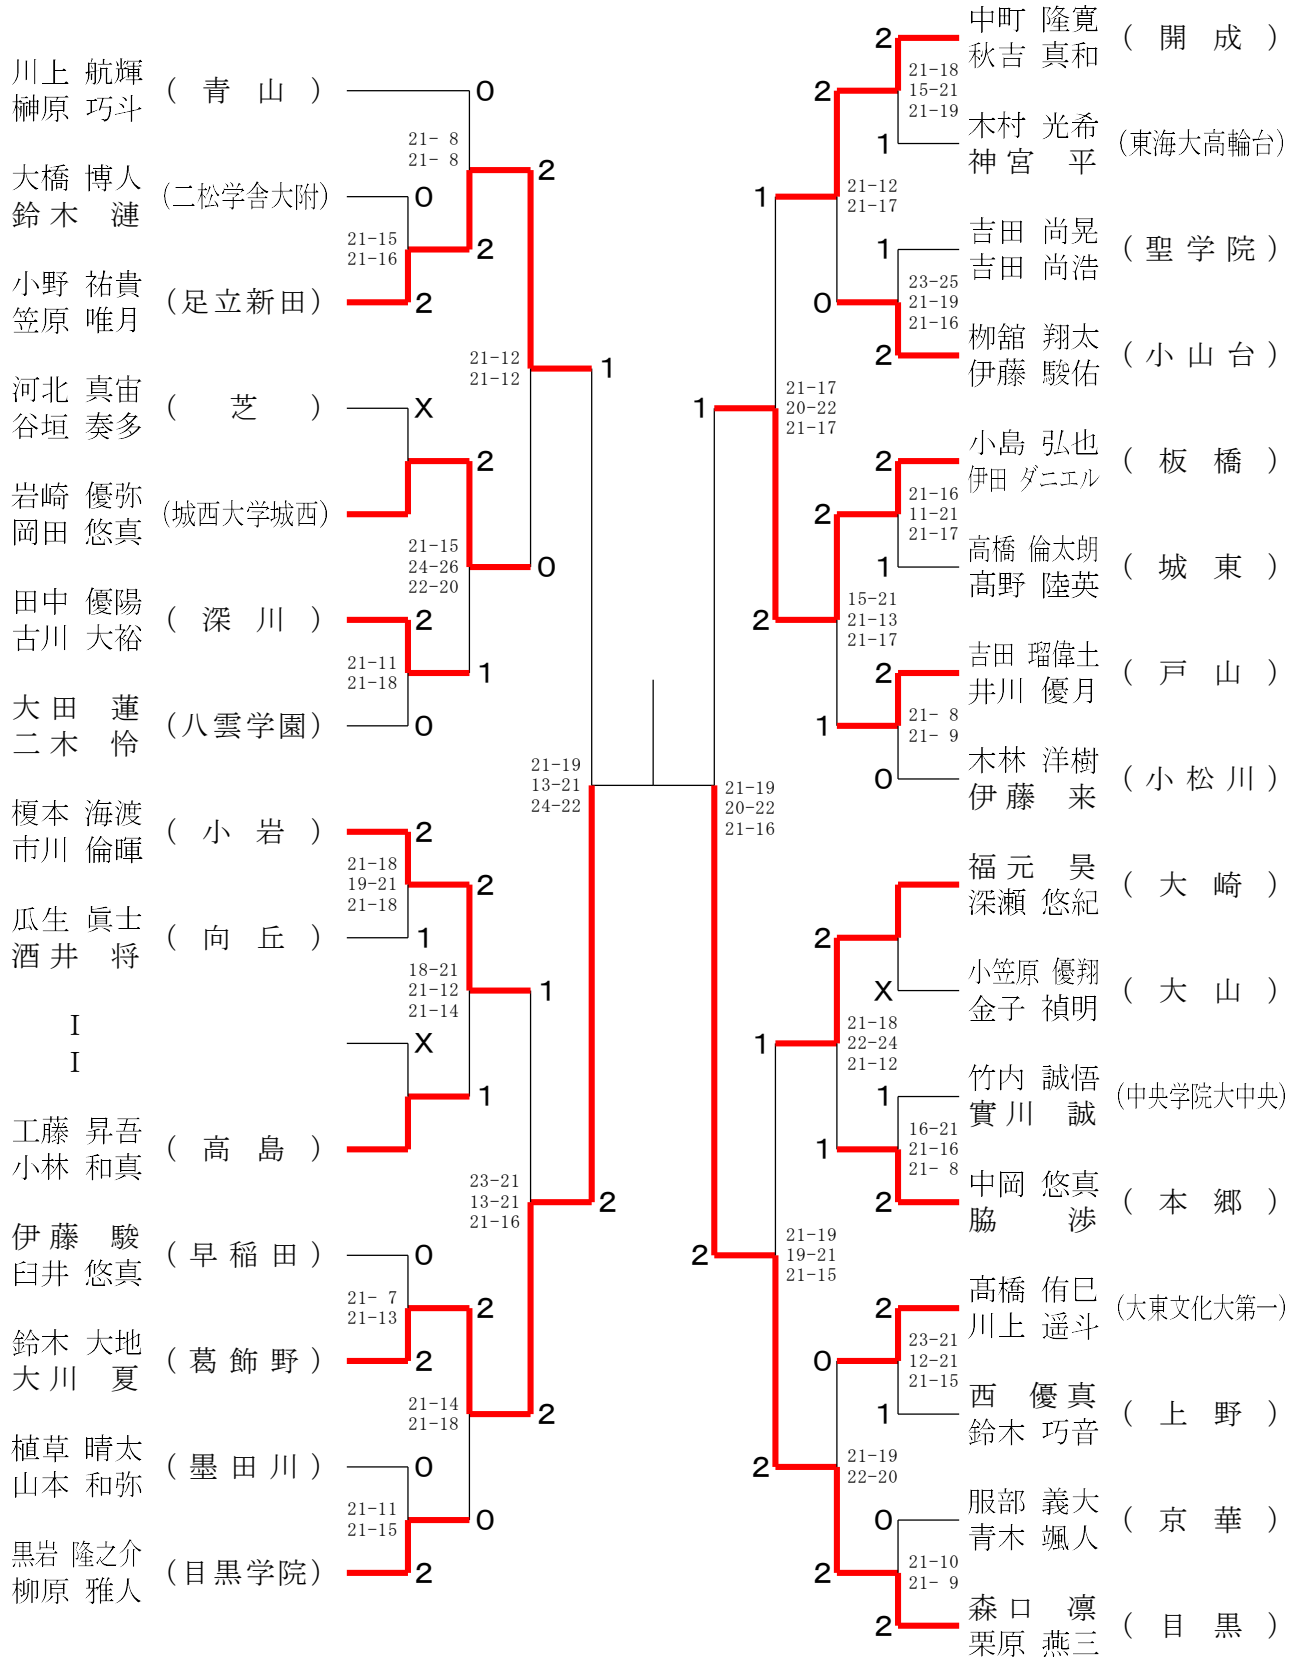 川上 航輝
榊原 巧斗
( 青 山 )
0
21- 8
21- 8
2
大橋 博人
鈴木 漣
(二松学舎大附)
0
21-15
21-16
2
小野 祐貴
笠原 唯月
(足立新田)
2
21-12
21-12
1
河北 真宙
谷垣 奏多
( 芝 )
X
2
岩崎 優弥
岡田 悠真
(城西大学城西)
21-15
24-26
22-20
0
田中 優陽
古川 大裕
( 深 川 )
2
21-11
21-18
1
大田 蓮
二木 怜
(八雲学園)
0
21-19
13-21
24-22
榎本 海渡
市川 倫暉
( 小 岩 )
2
21-18
19-21
21-18
2
瓜生 眞士
酒井 将
( 向 丘 )
1
18-21
21-12
21-14
1
I
I
X
1
工藤 昇吾
小林 和真
( 高 島 )
23-21
13-21
21-16
2
伊藤 駿
臼井 悠真
( 早 稲 田 )
0
21- 7
21-13
2
鈴木 大地
大川 夏
( 葛 飾 野 )
2
21-14
21-18
2
植草 晴太
山本 和弥
( 墨 田 川 )
0
21-11
21-15
0
黒岩 隆之介
柳原 雅人
(目黒学院)
2
中町 隆寛
秋吉 真和
( 開 成 )
2
21-18
15-21
21-19
2
木村 光希
神宮 平
(東海大高輪台)
1
21-12
21-17
1
吉田 尚晃
吉田 尚浩
( 聖 学 院 )
1
23-25
21-19
21-16
0
栁舘 翔太
伊藤 駿佑
( 小 山 台 )
2
21-17
20-22
21-17
1
小島 弘也
伊田 ダニエル
( 板 橋 )
2
21-16
11-21
21-17
2
高橋 倫太朗
髙野 陸英
( 城 東 )
1
15-21
21-13
21-17
2
吉田 瑠偉土
井川 優月
( 戸 山 )
2
21- 8
21- 9
1
木林 洋樹
伊藤 来
( 小 松 川 )
0
21-19
20-22
21-16
福元 昊
深瀬 悠紀
( 大 崎 )
2
小笠原 優翔
金子 禎明
( 大 山 )
X
21-18
22-24
21-12
1
竹内 誠悟
實川 誠
(中央学院大中央)
1
16-21
21-16
21- 8
1
中岡 悠真
脇 渉
( 本 郷 )
2
21-19
19-21
21-15
2
髙橋 侑巳
川上 遥斗
(大東文化大第一)
2
23-21
12-21
21-15
0
西 優真
鈴木 巧音
( 上 野 )
1
21-19
22-20
2
服部 義大
青木 颯人
( 京 華 )
0
21-10
21- 9
2
森口 凛
栗原 燕三
( 目 黒 )
2